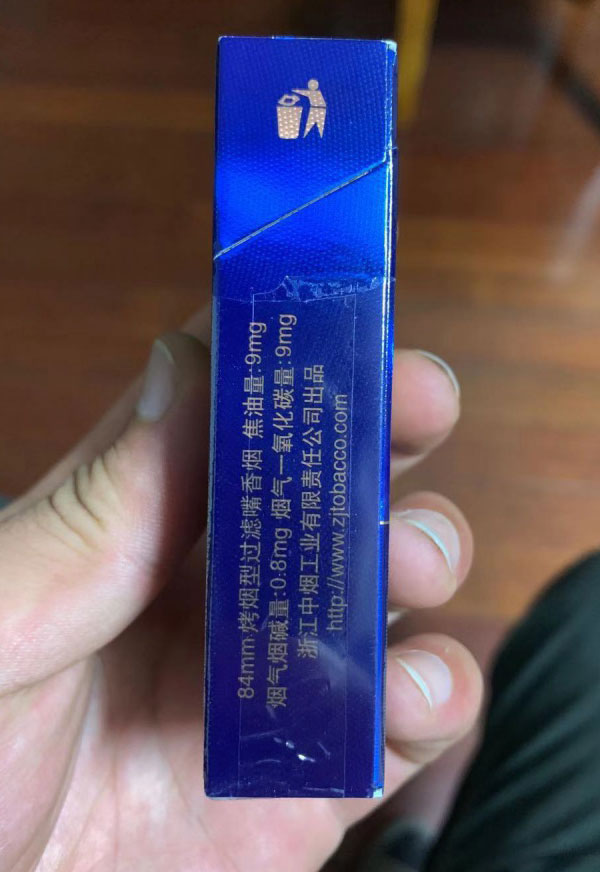 84mm 烤烟型过滤嘴香烟 焦油量:9mg
烟气烟碱量:0.8mg 烟气一氧化碳量:9mg
浙江中烟工业有限责任公司出品
http://www.zjtobacco.com